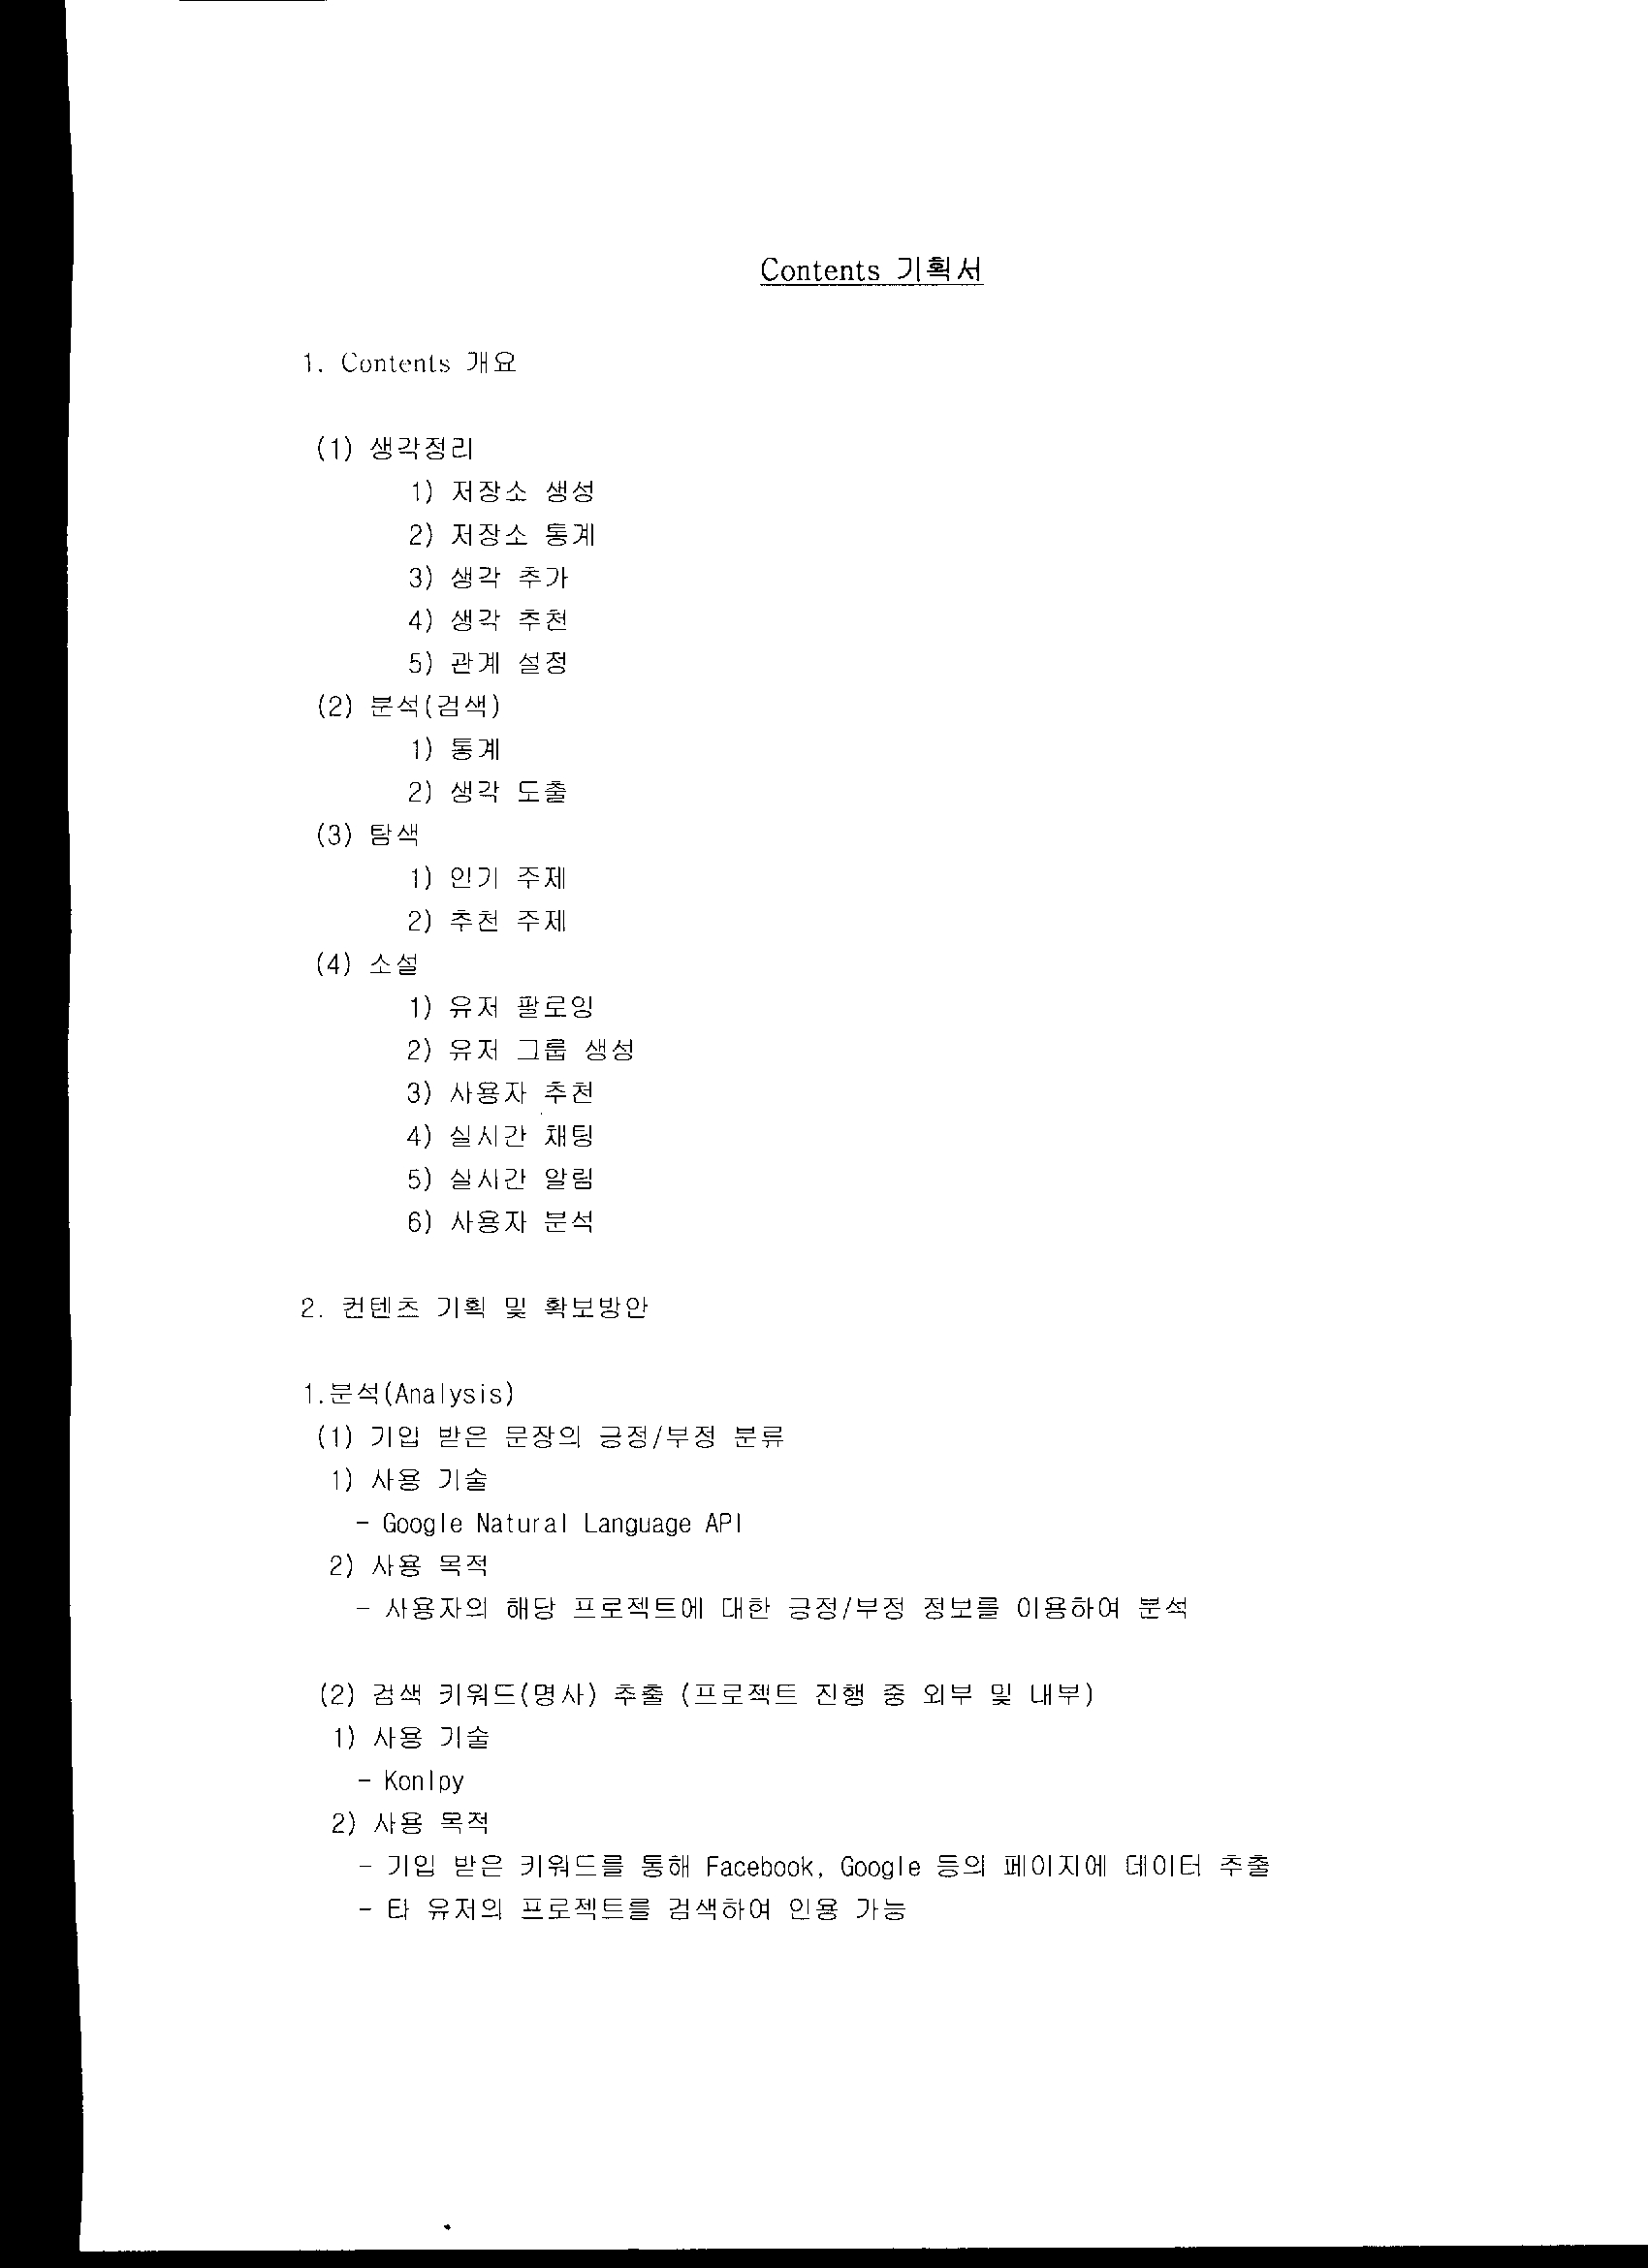 Contents 기획서
1. Contents 개요
(1) 생각정리
1) 저장소 생성
2) 저장소 통계
3) 생각 추가
4) 생각 추천
5) 관계 설정
(2) 분석(검색)
1) 통계
2) 생각 도출
(3) 탐색
1) 인기 주제
2) 추천 주제
(4) 소셜
1) 유저 팔로잉
2) 유저 그룹 생성
3) 사용자 추천
4) 실시간 채팅
5) 실시간 알림
6) 사용자 분석
2. 컨텐츠 기획 및 확보방안
1.분석(Analysis)
(1) 기입 받은 문장의 긍정/부정 분류
1) 사용 기술
- Google Natural Language API
2) 사용 목적
- 사용자의 해당 프로젝트에 대한 긍정/부정 정보를 이용하여 분석
(2) 검색 키워드(명사) 추출 (프로젝트 진행 중 외부 및 내부)
1) 사용 기술
- Konlpy
2) 사용 목적
- 기입 받은 키워드를 통해 Facebook, Google 등의 페이지에 데이터 추출
- 타 유저의 프로젝트를 검색하여 인용 가능